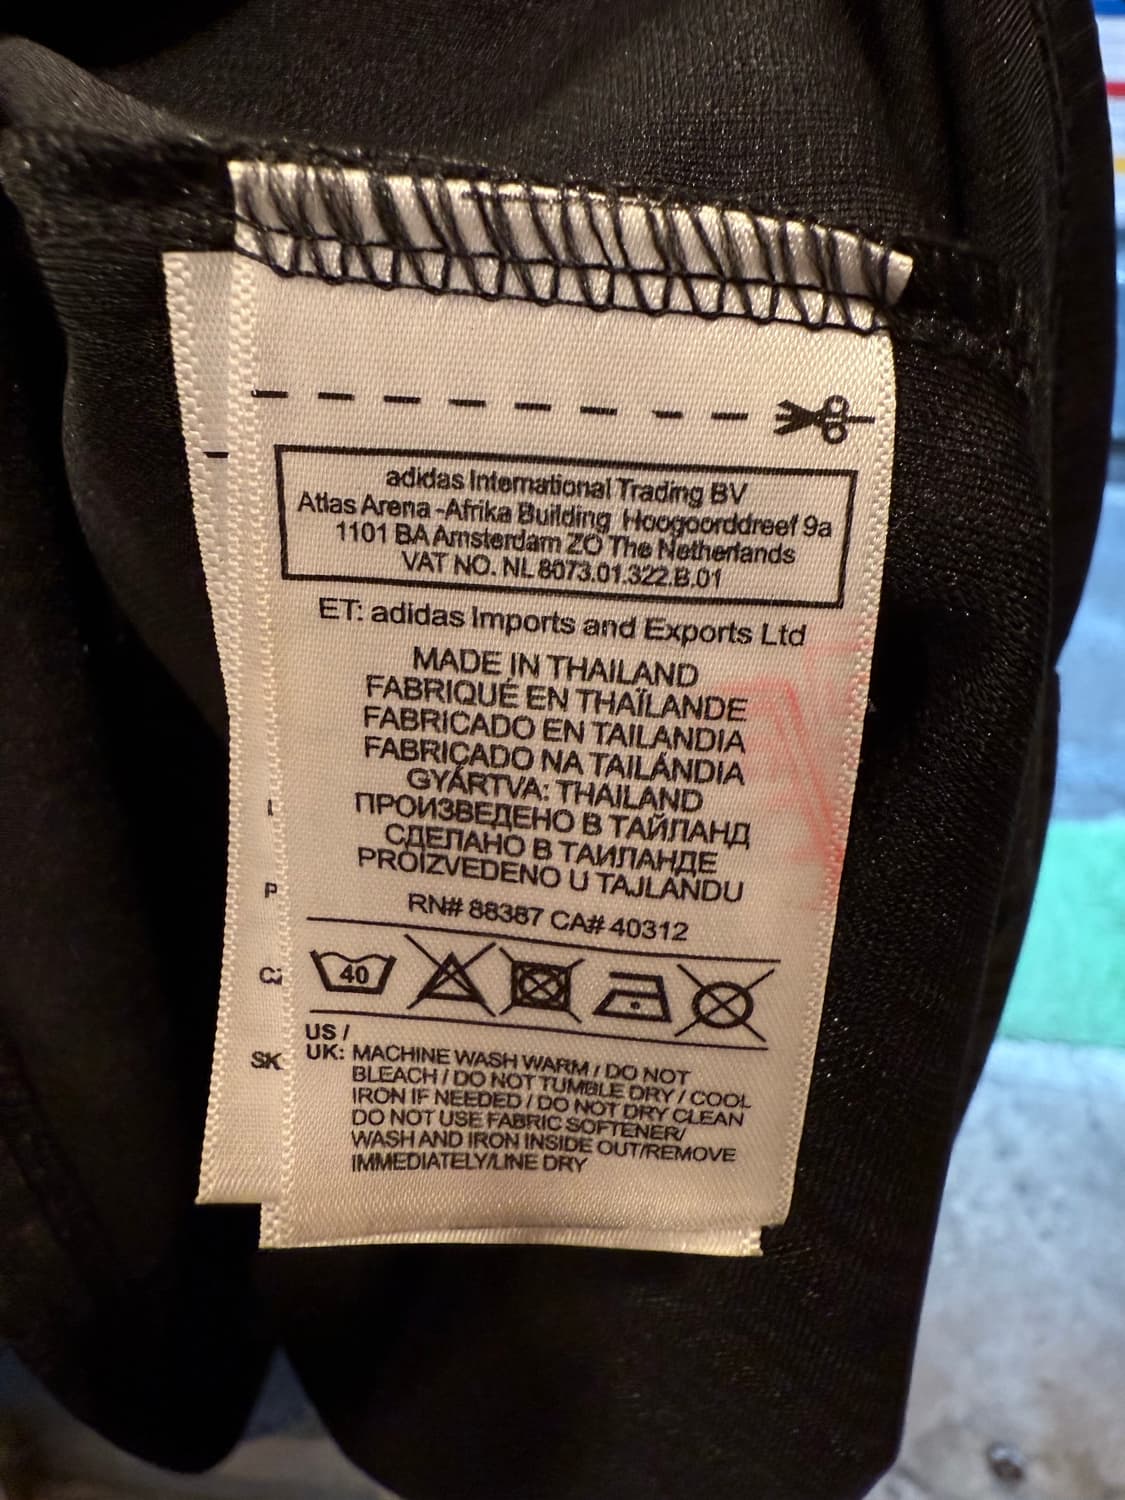 adidas International Trading BV
Atlas Arena -Afrika Building Hoogoorddreef 9a
1101 BA Amsterdam ZO The Netherlands
VAT NO. NL 8073.01.322.B.01
ET: adidas Imports and Exports Ltd
MADE IN THAILAND
FABRIQUÉ EN THAÏLANDE
FABRICADO EN TAILANDIA
FABRICADO NA TAILÁNDIA
GYÁRTVA: THAILAND
ПРОИЗВЕДЕНО В ТАЙЛАНД
СДЕЛАНО В ТАИЛАНДЕ
PROIZVEDENO U TAJLANDU
RN# 88387 CA# 40312
40
US /
UK: MACHINE WASH WARM / DO NOT
BLEACH / DO NOT TUMBLE DRY / COOL
IRON IF NEEDED / DO NOT DRY CLEAN
DO NOT USE FABRIC SOFTENER/
WASH AND IRON INSIDE OUT/REMOVE
IMMEDIATELY/LINE DRY
P
CZ
SK